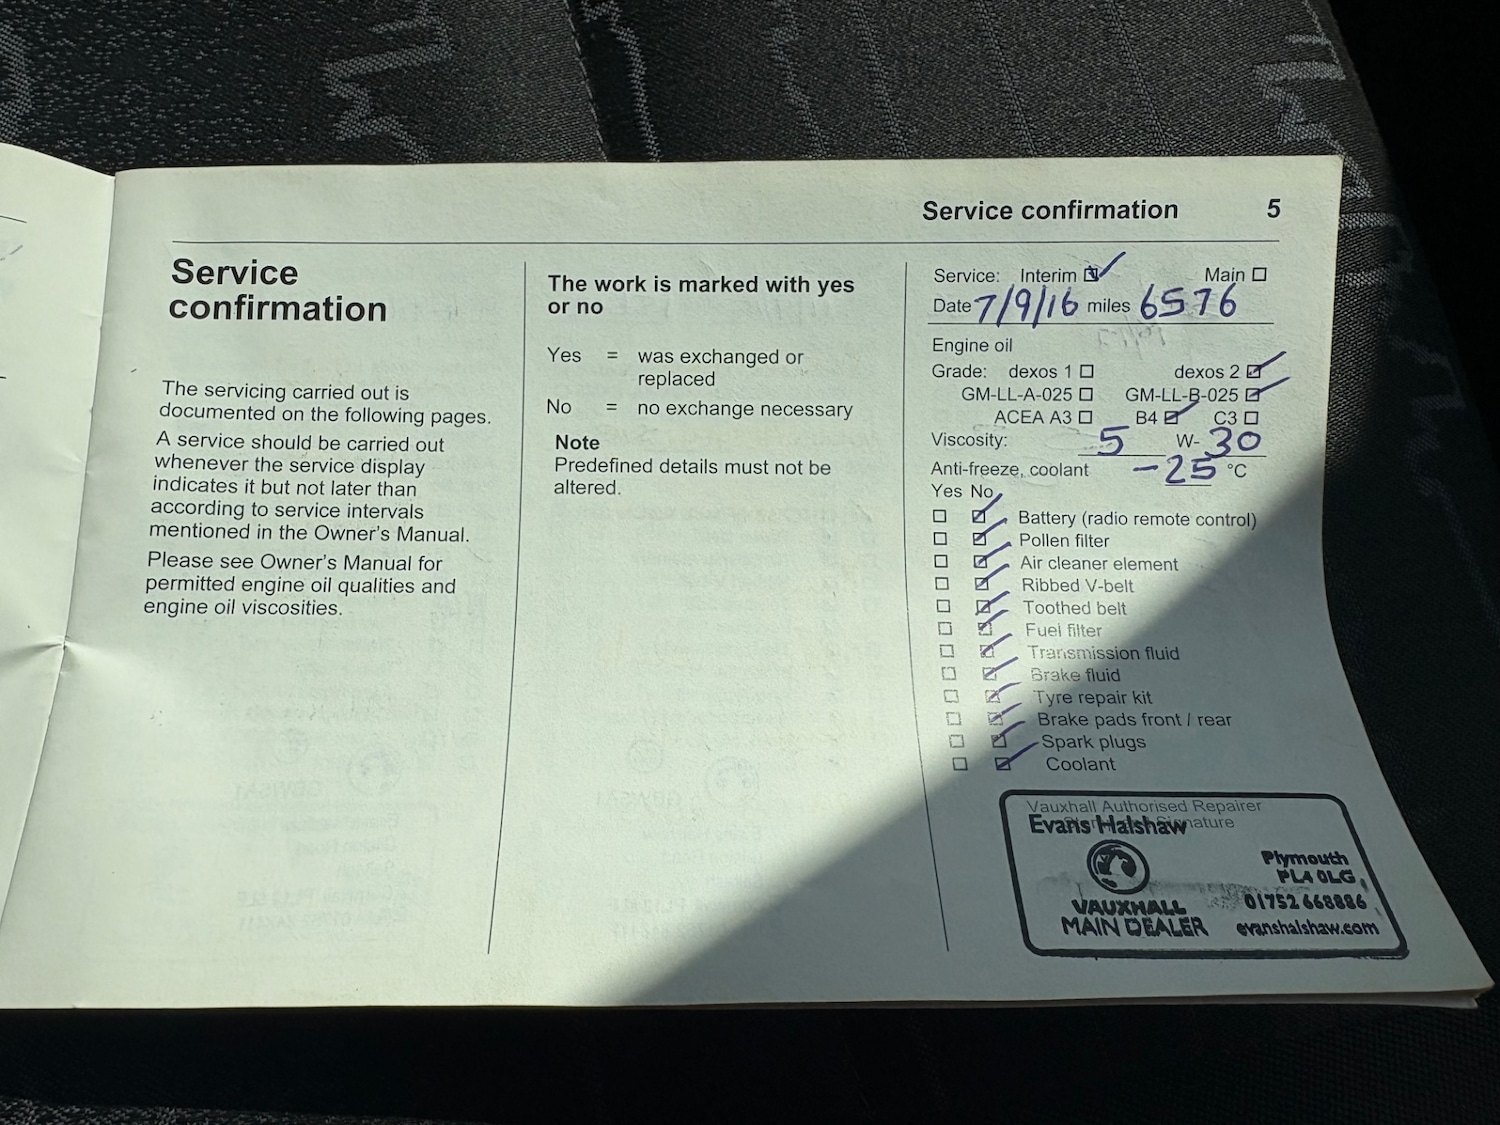 Service confirmation 5
Service
confirmation
The servicing carried out is
documented on the following pages.
A service should be carried out
whenever the service display
indicates it but not later than
according to service intervals
mentioned in the Owner's Manual.
Please see Owner's Manual for
permitted engine oil qualities and
engine oil viscosities.
The work is marked with yes
or no
Yes = was exchanged or
replaced
No = no exchange necessary
Note
Predefined details must not be
altered.
Service: Interim ☑ Main ☐
Date 7/9/16 miles 6576
Engine oil
Grade: dexos 1 ☐ dexos 2 ☑
GM-LL-A-025 ☐ GM-LL-B-025 ☑
ACEA A3 ☐ B4 ☑ C3 ☐
Viscosity: 5 W- 30
Anti-freeze, coolant -25 °C
Yes No
☐ ☑ Battery (radio remote control)
☐ ☑ Pollen filter
☐ ☑ Air cleaner element
☐ ☑ Ribbed V-belt
☐ ☑ Toothed belt
☐ ☑ Fuel filter
☐ ☑ Transmission fluid
☐ ☑ Brake fluid
☐ ☑ Tyre repair kit
☐ ☑ Brake pads front / rear
☐ ☑ Spark plugs
☐ ☑ Coolant
Vauxhall Authorised Repairer
Evans Halshaw
Plymouth
PL4 0LG
VAUXHALL 01752 668886
MAIN DEALER evanshalshaw.com